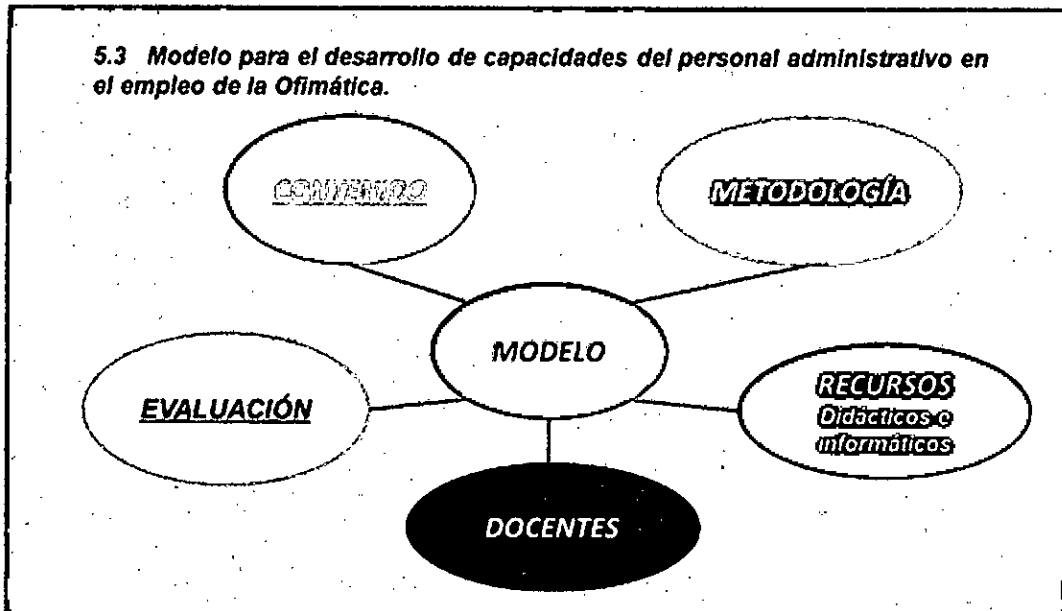 5.3 Modelo para el desarrollo de capacidades del personal administrativo en
el empleo de la Ofimática.
CONTENIDO
METODOLOGÍA
MODELO
EVALUACIÓN
RECURSOS
Didácticos e
informáticos
DOCENTES